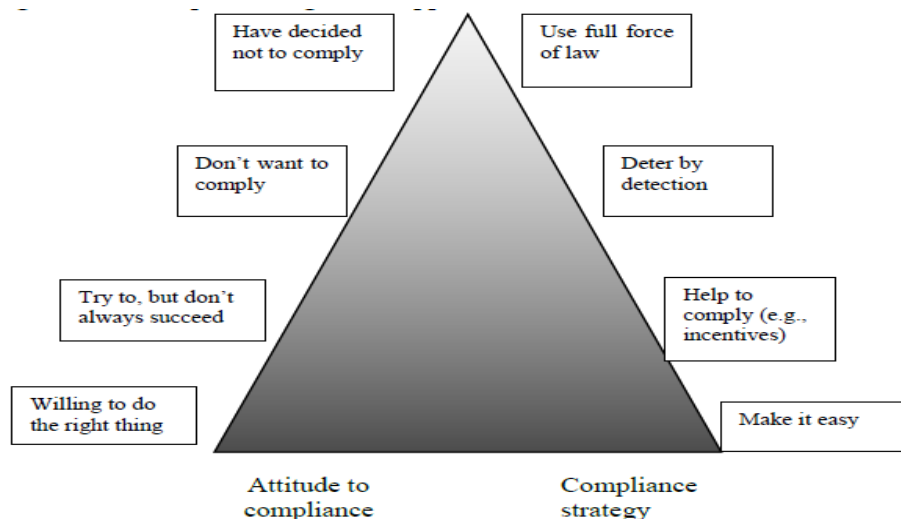 Have decided
not to comply
Use full force
of law
Don't want to
comply
Deter by
detection
Try to, but don't
always succeed
Help to
comply (e.g.,
incentives)
Willing to do
the right thing
Make it easy
Attitude to
compliance
Compliance
strategy